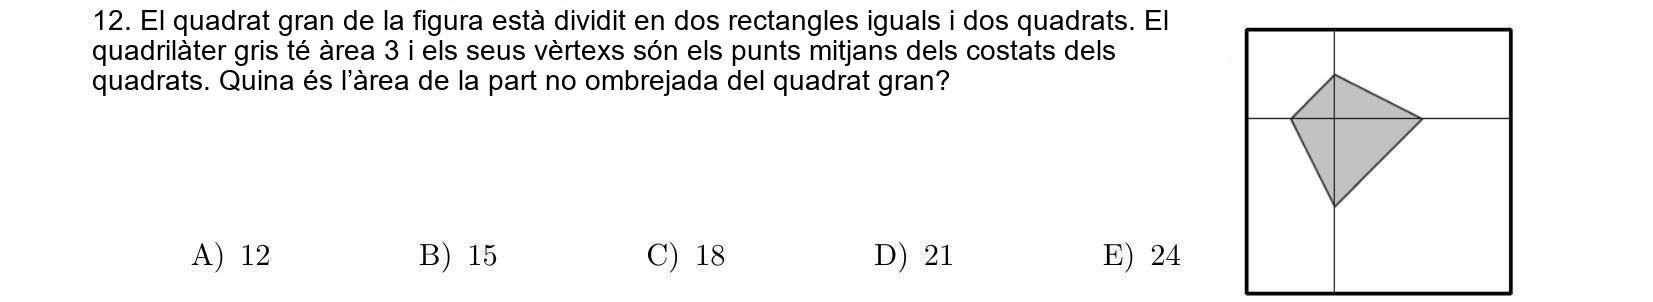 12. El quadrat gran de la figura està dividit en dos rectangles iguals i dos quadrats. El
quadrilàter gris té àrea 3 i els seus vèrtexs són els punts mitjans dels costats dels
quadrats. Quina és l’àrea de la part no ombrejada del quadrat gran?
A) 12 B) 15 C) 18 D) 21 E) 24